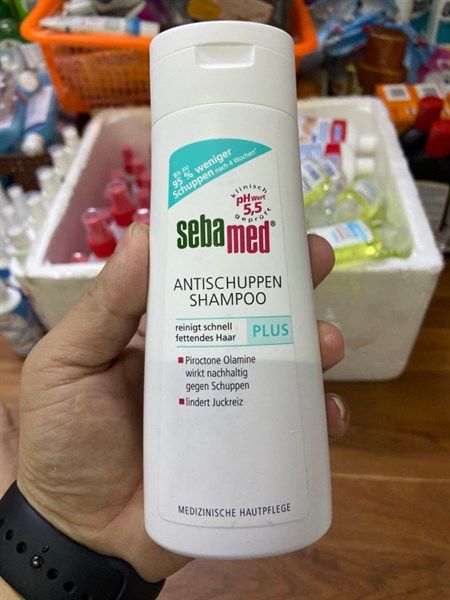 BIS ZU
95 % weniger
Schuppen nach 4 Wochen*
klinisch
pH Wert
5,5
geprüft
sebamed®
ANTISCHUPPEN
SHAMPOO
reinigt schnell
fettendes Haar
PLUS
Piroctone Olamine
wirkt nachhaltig
gegen Schuppen
lindert Juckreiz
MEDIZINISCHE HAUTPFLEGE